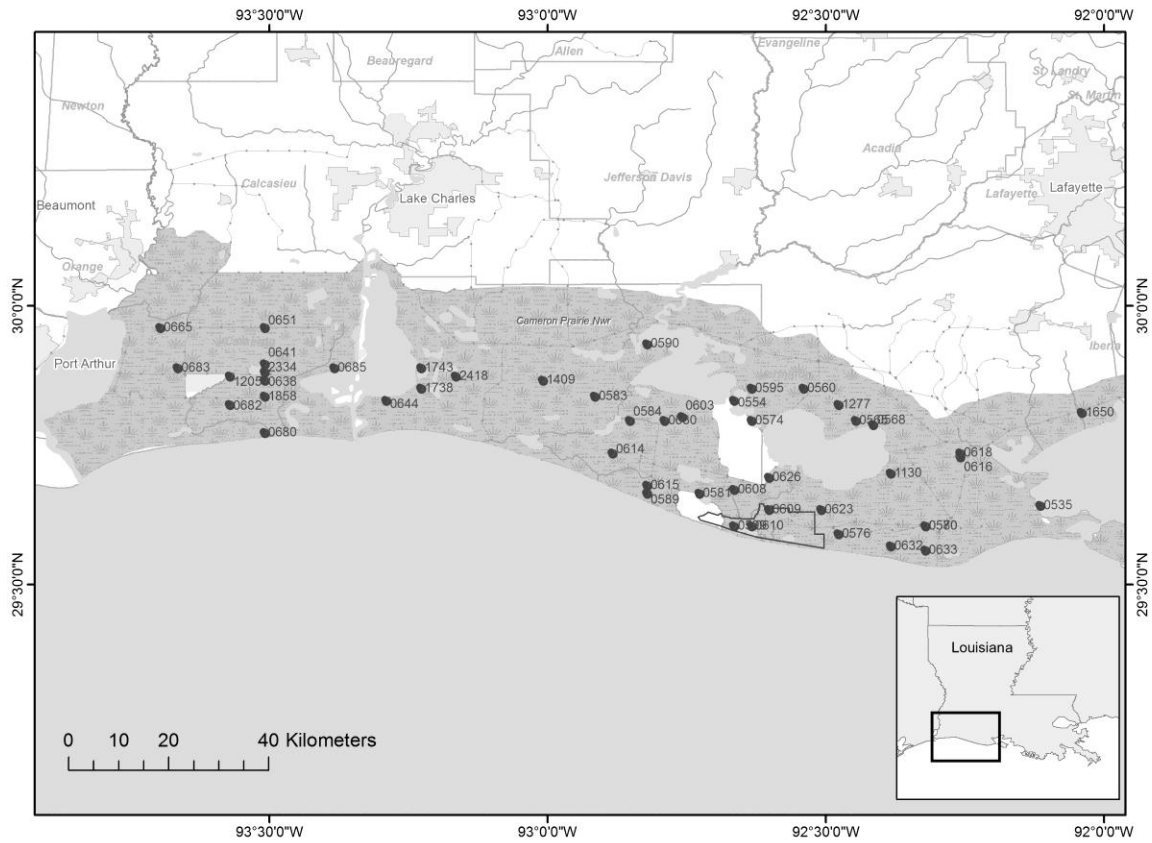 93°30'0"W
93°0'0"W
92°30'0"W
92°0'0"W
Allen
Evangeline
Beauregard
St. Landry
Newton
St. Martin
Acadia
Calcasieu
Jefferson Davis
Lafayette
Lafayette
Lake Charles
Beaumont
Orange
30°0'0"N
30°0'0"N
Cameron Prairie Nwr
0665
0651
0590
Iberia
Port Arthur
0683
0641
2334
0685
1743
2418
1205
0638
1409
1738
0595
0560
1858
0583
0682
0644
0554
1277
0584
0603
1650
0680
0574
0568
0614
0618
0616
1130
0626
0615
0589
0581
0608
0535
0609
0623
0610
0576
0632
0633
29°30'0"N
29°30'0"N
Louisiana
0 10 20 40 Kilometers
93°30'0"W
93°0'0"W
92°30'0"W
92°0'0"W